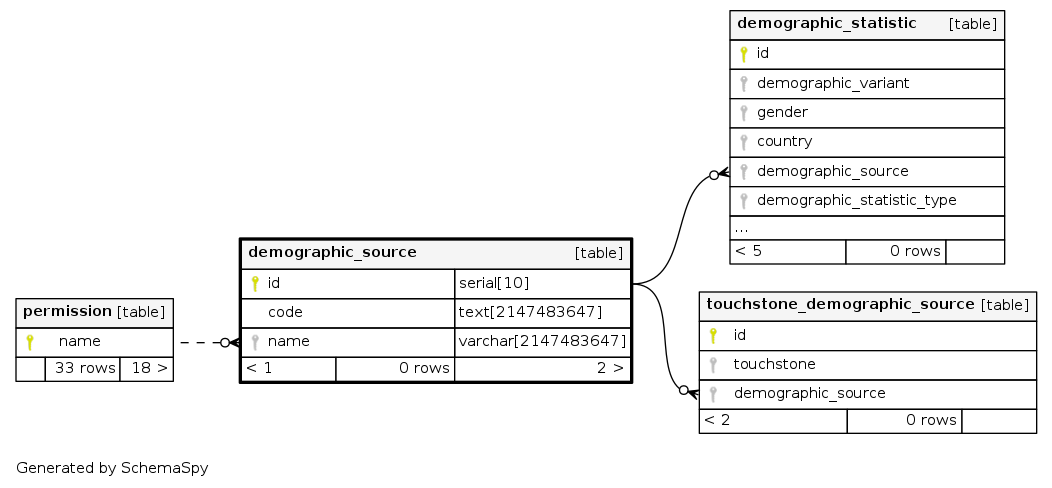 demographic_statistic [table]
id
demographic_variant
gender
country
demographic_source
demographic_statistic_type
...
< 5 0 rows
demographic_source [table]
id serial[10]
code text[2147483647]
name varchar[2147483647]
< 1 0 rows 2 >
permission [table]
name
33 rows 18 >
touchstone_demographic_source [table]
id
touchstone
demographic_source
< 2 0 rows
Generated by SchemaSpy